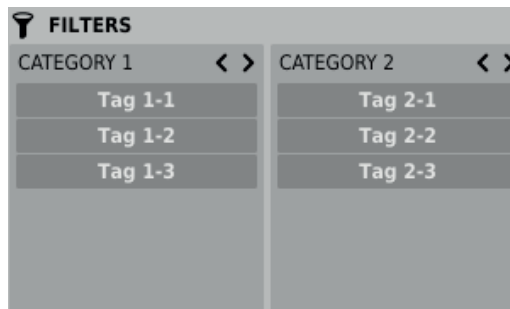 FILTERS
CATEGORY 1
Tag 1-1
Tag 1-2
Tag 1-3
CATEGORY 2
Tag 2-1
Tag 2-2
Tag 2-3